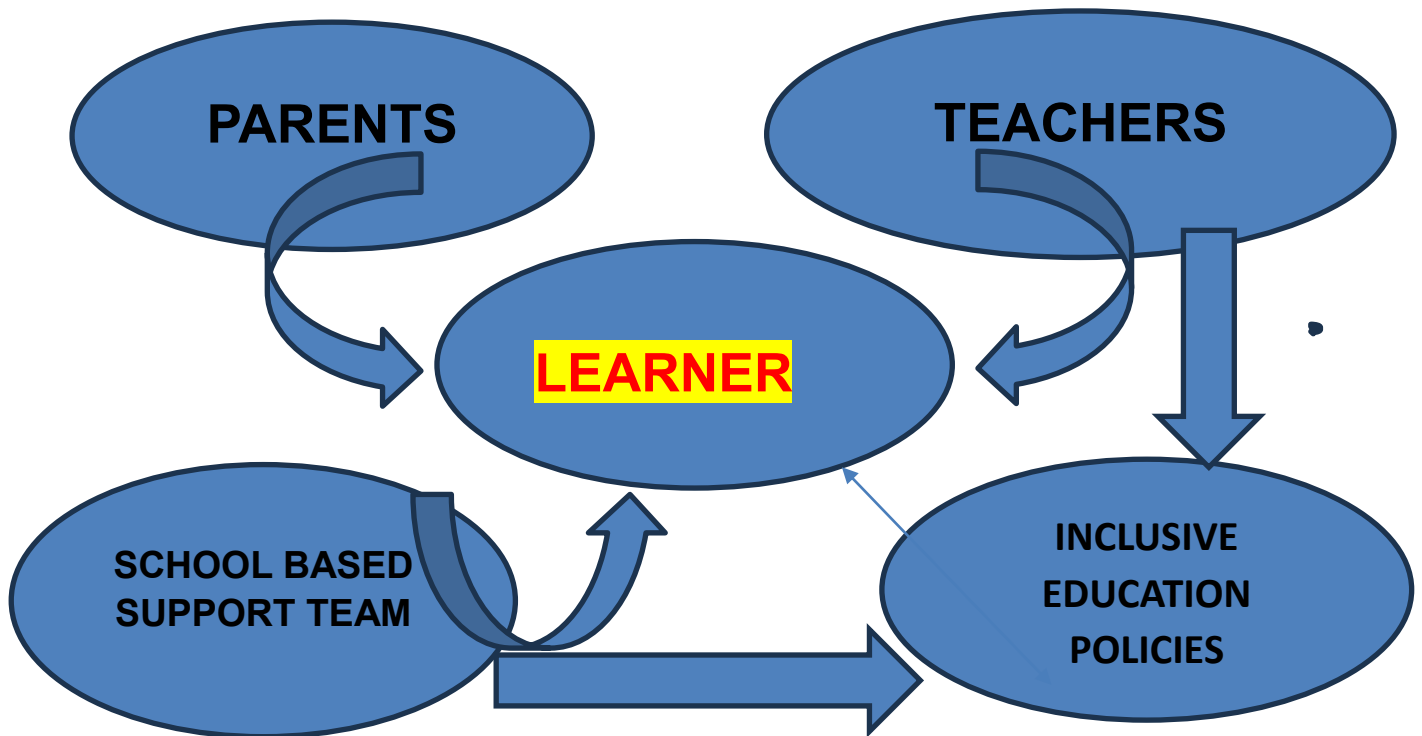 PARENTS
TEACHERS
LEARNER
SCHOOL BASED
SUPPORT TEAM
INCLUSIVE
EDUCATION
POLICIES